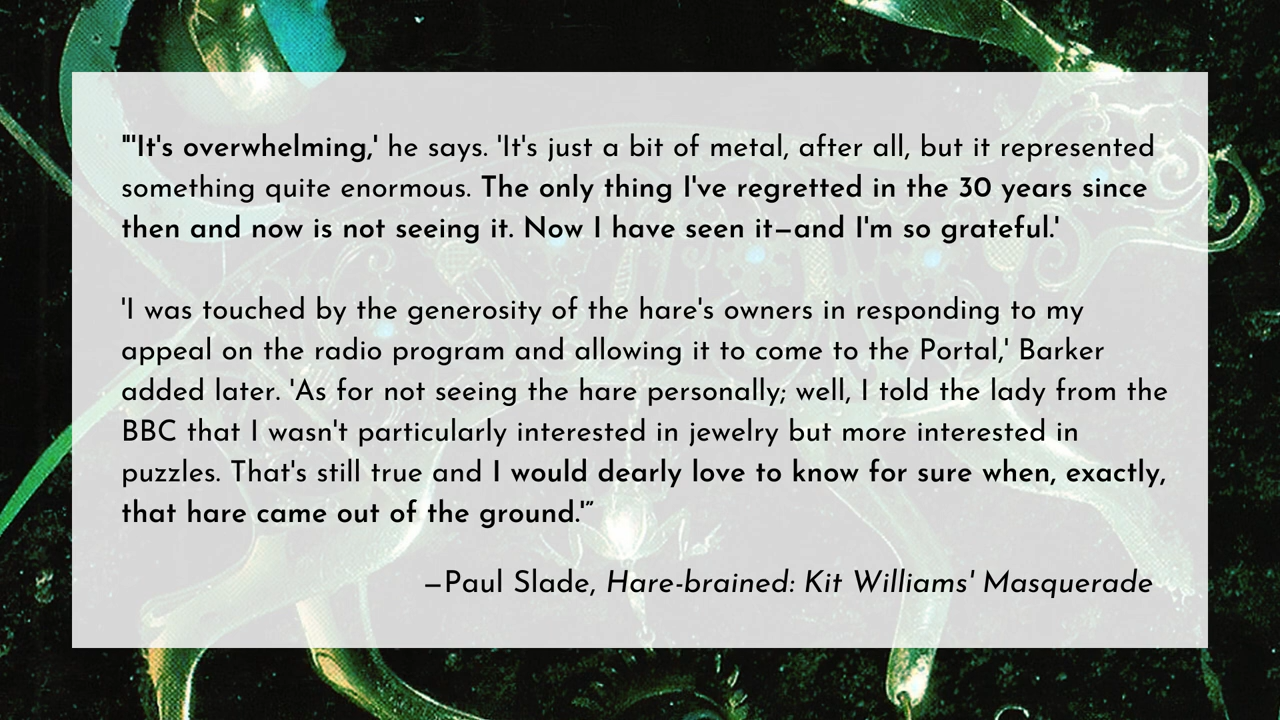 "'It's overwhelming,' he says. 'It's just a bit of metal, after all, but it represented
something quite enormous. The only thing I've regretted in the 30 years since
then and now is not seeing it. Now I have seen it—and I'm so grateful.'
'I was touched by the generosity of the hare's owners in responding to my
appeal on the radio program and allowing it to come to the Portal,' Barker
added later. 'As for not seeing the hare personally; well, I told the lady from the
BBC that I wasn't particularly interested in jewelry but more interested in
puzzles. That's still true and I would dearly love to know for sure when, exactly,
that hare came out of the ground.'”
—Paul Slade, Hare-brained: Kit Williams' Masquerade